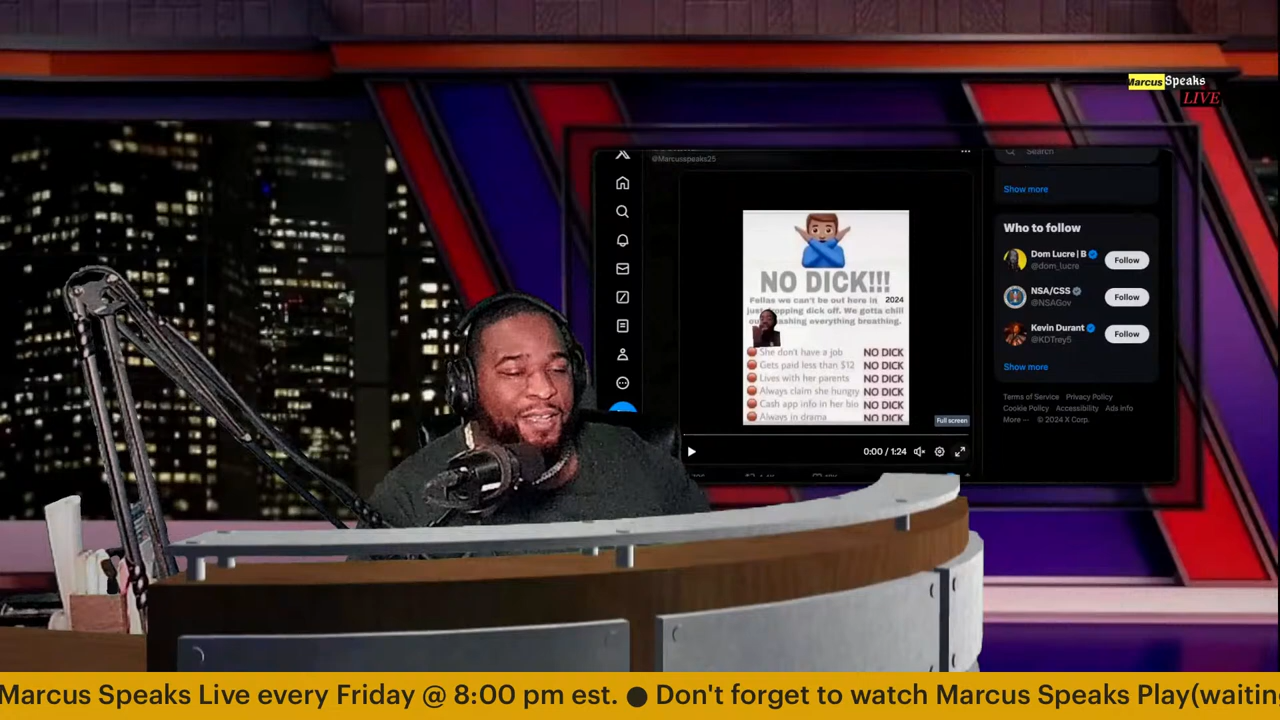 Marcus Speaks
LIVE
@Marcusspeaks25
Search
Show more
Who to follow
Dom Lucre | B
@dom_lucre
Follow
NSA/CSS
@NSAGov
Follow
Kevin Durant
@KDTrey5
Follow
Show more
Terms of Service Privacy Policy
Cookie Policy Accessibility Ads info
More © 2024 X Corp.
NO DICK!!!
Fellas we can't be out here in 2024
dick off. We gotta chill
everything breathing.
She don't have a job NO DICK
Gets paid less than $12 NO DICK
Lives with her parents NO DICK
Always claim she hungry NO DICK
Cash app info in her bio NO DICK
Always in drama NO DICK
Full screen
0:00 / 1:24
Marcus Speaks Live every Friday @ 8:00 pm est. ● Don't forget to watch Marcus Speaks Play(waitin